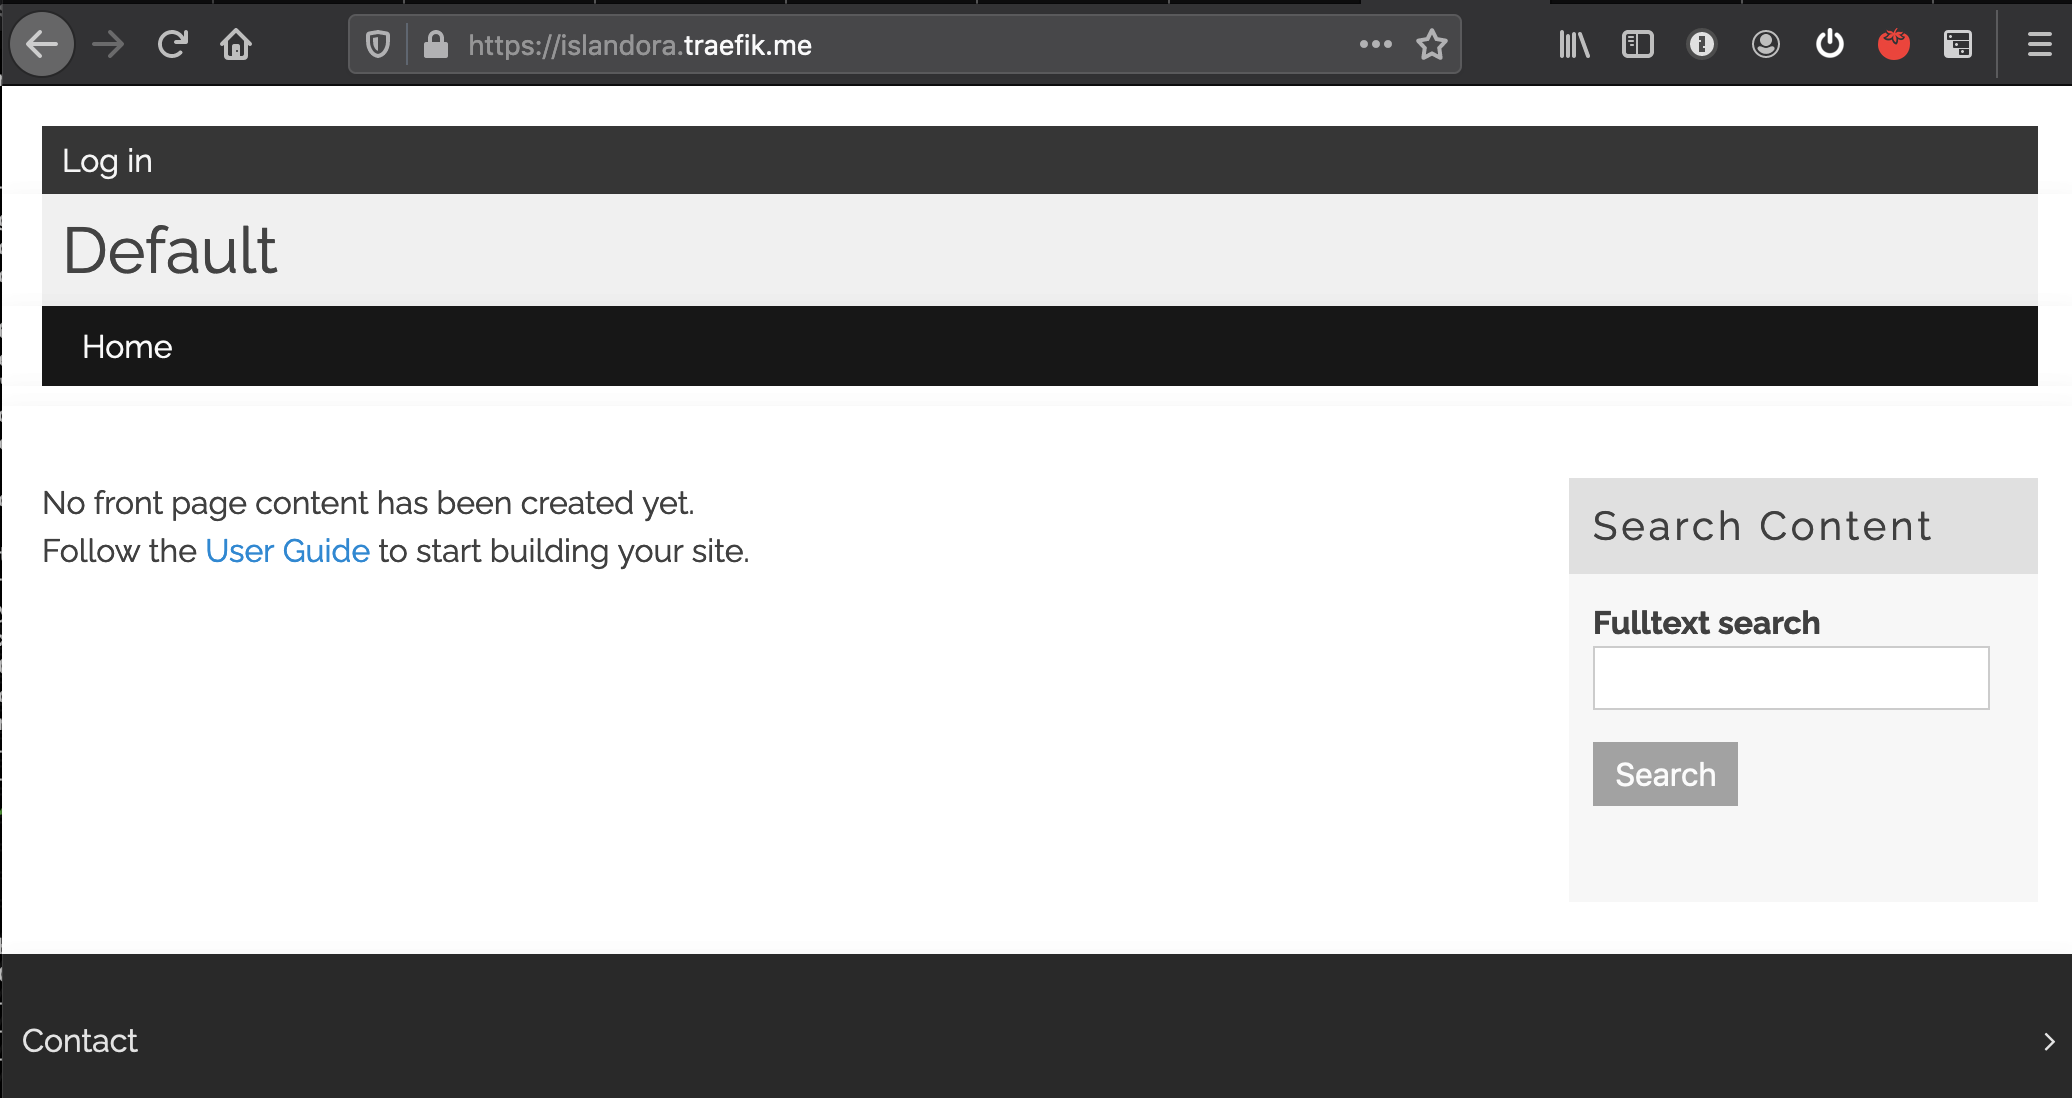 https://islandora.traefik.me
Log in
Default
Home
No front page content has been created yet.
Follow the User Guide to start building your site.
Search Content
Fulltext search
Search
Contact